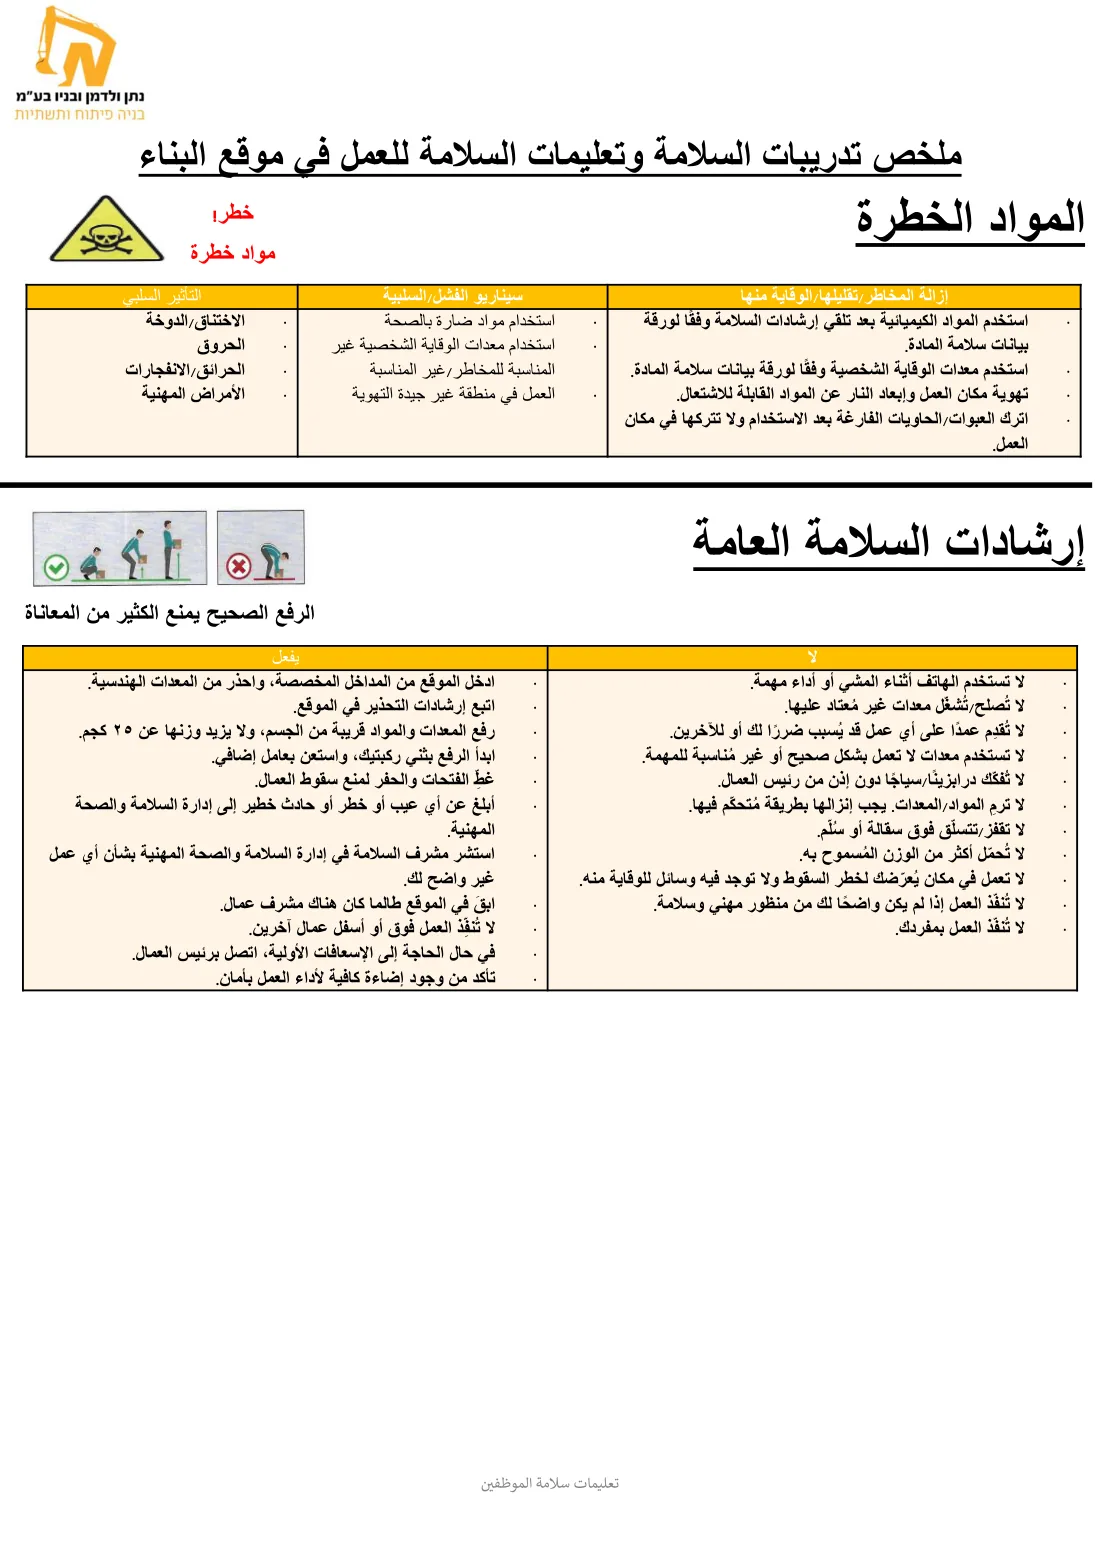 נתן ולדמן ובניו בע"מ
בניה פיתוח ותשתיות
ملخص تدريبات السلامة وتعليمات السلامة للعمل في موقع البناء
المواد الخطرة
خطر!
مواد خطرة
إزالة المخاطر/تقليلها/الوقاية منها
· استخدم المواد الكيميائية بعد تلقي إرشادات السلامة وفقًا لورقة
بيانات سلامة المادة.
· استخدم معدات الوقاية الشخصية وفقًا لورقة بيانات سلامة المادة.
· تهوية مكان العمل وإبعاد النار عن المواد القابلة للاشتعال.
· اترك العبوات/الحاويات الفارغة بعد الاستخدام ولا تتركها في مكان
العمل.
سيناريو الفشل/السلبية
· استخدام مواد ضارة بالصحة
· استخدام معدات الوقاية الشخصية غير
المناسبة للمخاطر/غير المناسبة
· العمل في منطقة غير جيدة التهوية
التأثير السلبي
· الاختناق/الدوخة
· الحروق
· الحرائق/الانفجارات
· الأمراض المهنية
إرشادات السلامة العامة
الرفع الصحيح يمنع الكثير من المعاناة
لا
· لا تستخدم الهاتف أثناء المشي أو أداء مهمة.
· لا تُصلح/تُشغّل معدات غير مُعتاد عليها.
· لا تُقدِم عمدًا على أي عمل قد يُسبب ضررًا لك أو للآخرين.
· لا تستخدم معدات لا تعمل بشكل صحيح أو غير مُناسبة للمهمة.
· لا تُفكّك درابزينًا/سياجًا دون إذن من رئيس العمال.
· لا ترمِ المواد/المعدات. يجب إنزالها بطريقة مُتحكّم فيها.
· لا تقفز/تتسلّق فوق سقالة أو سُلّم.
· لا تُحمّل أكثر من الوزن المُسموح به.
· لا تعمل في مكان يُعرّضك لخطر السقوط ولا توجد فيه وسائل للوقاية منه.
· لا تُنفّذ العمل إذا لم يكن واضحًا لك من منظور مهني وسلامة.
· لا تُنفّذ العمل بمفردك.
يفعل
· ادخل الموقع من المداخل المخصصة، واحذر من المعدات الهندسية.
· اتبع إرشادات التحذير في الموقع.
· رفع المعدات والمواد قريبة من الجسم، ولا يزيد وزنها عن ٢٥ كجم.
· ابدأ الرفع بثني ركبتيك، واستعن بعامل إضافي.
· غطِّ الفتحات والحفر لمنع سقوط العمال.
· أبلغ عن أي عيب أو خطر أو حادث خطير إلى إدارة السلامة والصحة
المهنية.
· استشر مشرف السلامة في إدارة السلامة والصحة المهنية بشأن أي عمل
غير واضح لك.
· ابقَ في الموقع طالما كان هناك مشرف عمال.
· لا تُنفِّذ العمل فوق أو أسفل عمال آخرين.
· في حال الحاجة إلى الإسعافات الأولية، اتصل برئيس العمال.
· تأكد من وجود إضاءة كافية لأداء العمل بأمان.
تعليمات سلامة الموظفين